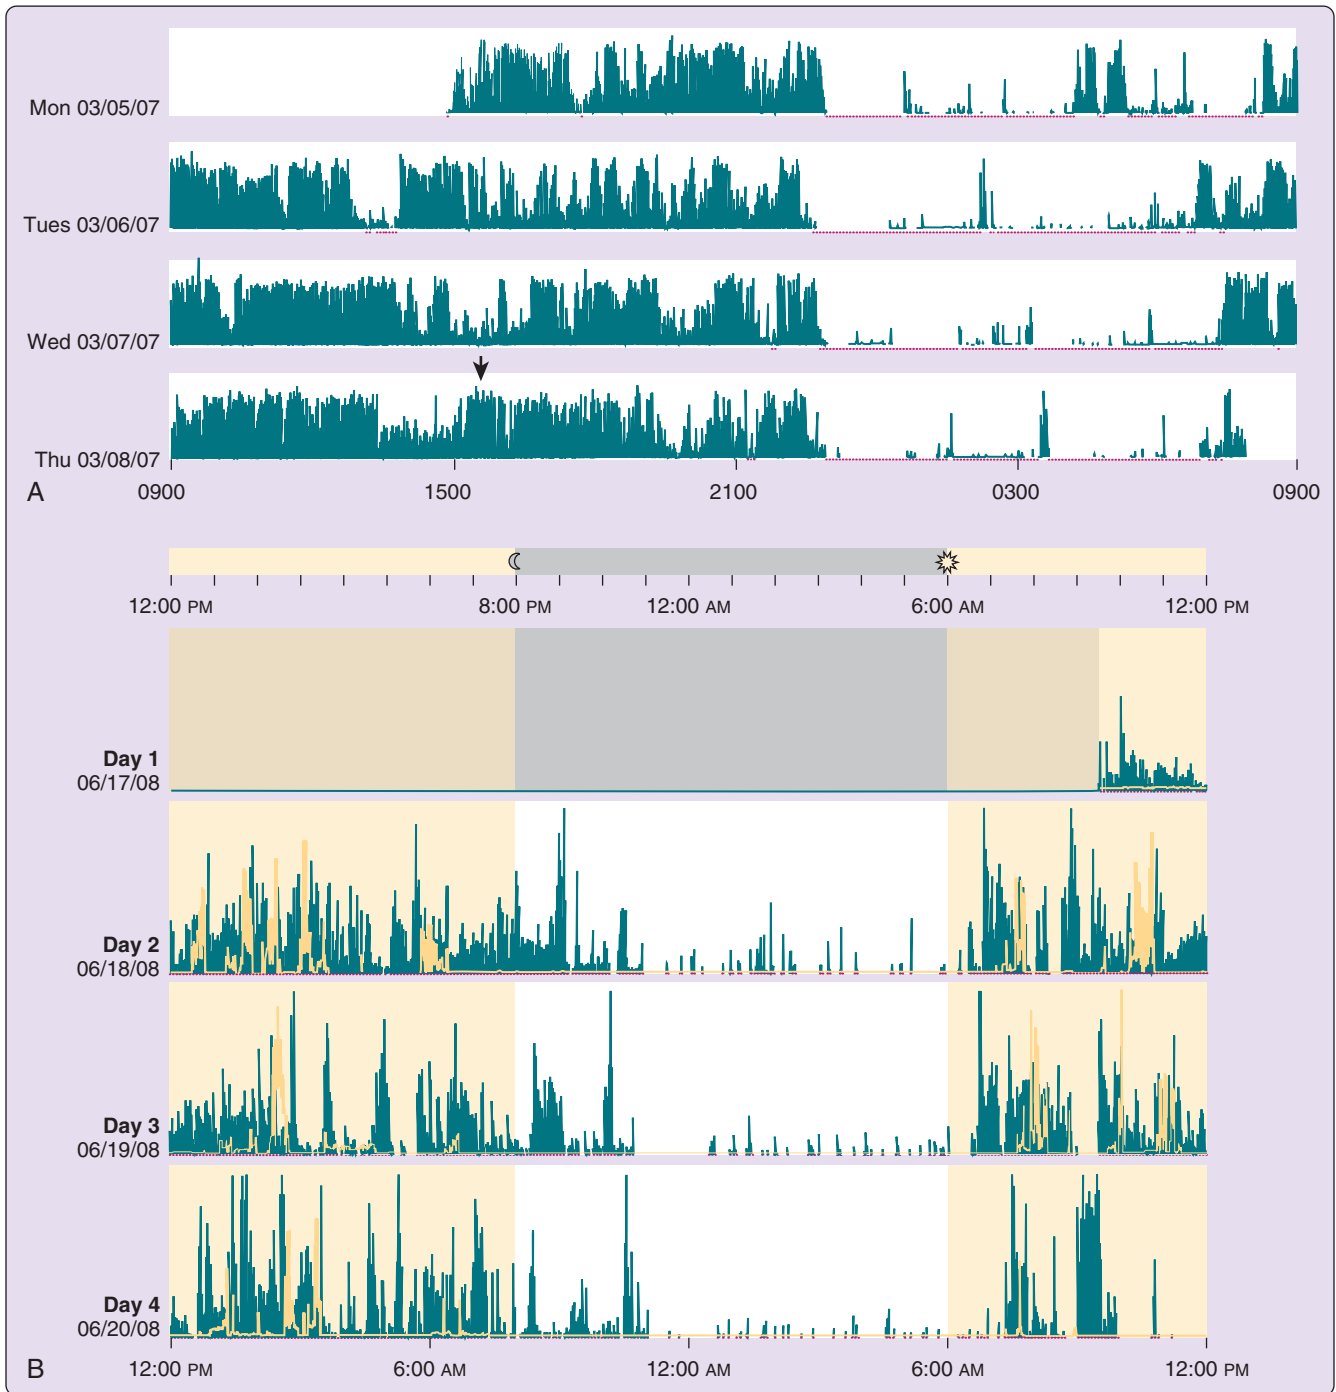 Mon 03/05/07
Tues 03/06/07
Wed 03/07/07
Thu 03/08/07
A
0900 1500 2100 0300 0900
12:00 PM 8:00 PM 12:00 AM 6:00 AM 12:00 PM
Day 1
06/17/08
Day 2
06/18/08
Day 3
06/19/08
Day 4
06/20/08
B
12:00 PM 6:00 AM 12:00 AM 6:00 AM 12:00 PM